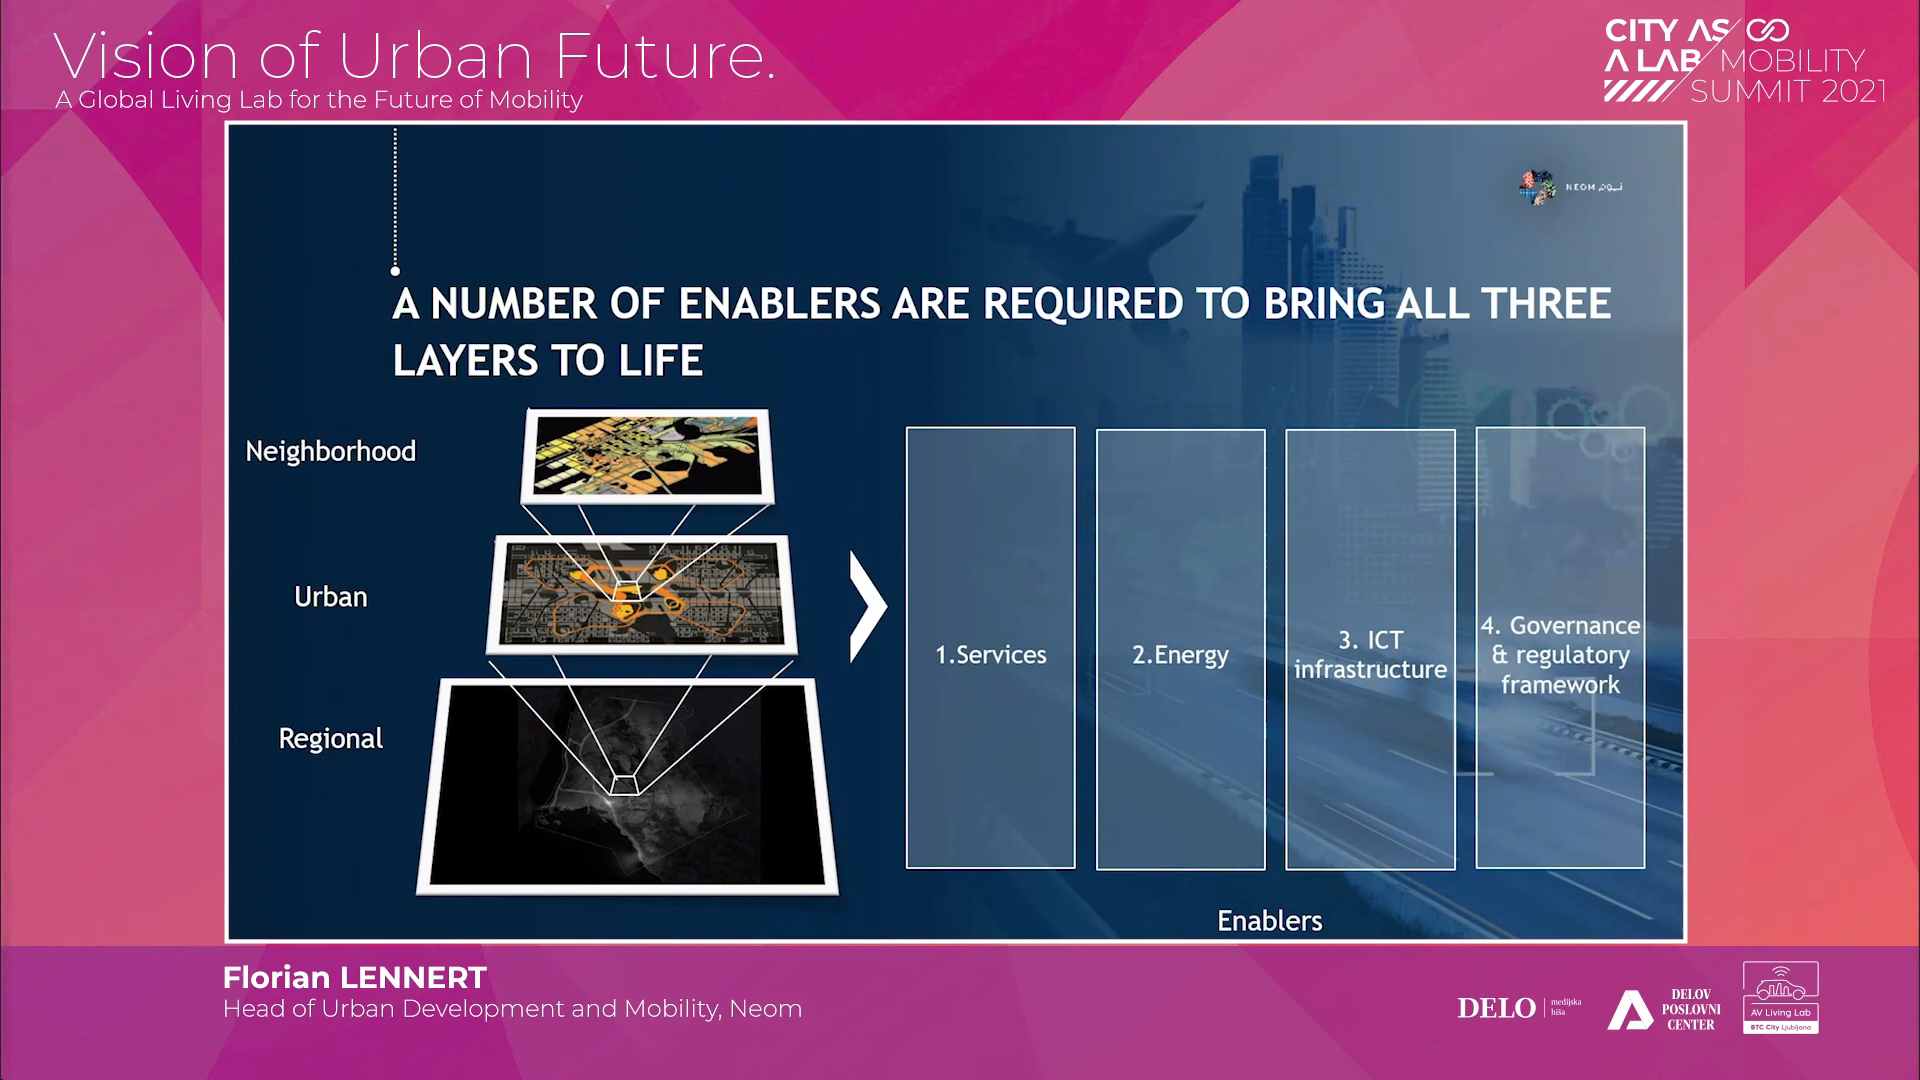 Vision of Urban Future.
A Global Living Lab for the Future of Mobility
CITY AS
A LAB MOBILITY
SUMMIT 2021
NEOM نيوم
A NUMBER OF ENABLERS ARE REQUIRED TO BRING ALL THREE
LAYERS TO LIFE
Neighborhood
Urban
Regional
1.Services
2.Energy
3. ICT
infrastructure
4. Governance
& regulatory
framework
Enablers
Florian LENNERT
Head of Urban Development and Mobility, Neom
DELO medijska
hiša
DELOV
POSLOVNI
CENTER
AV Living Lab
BTC City Ljubljana